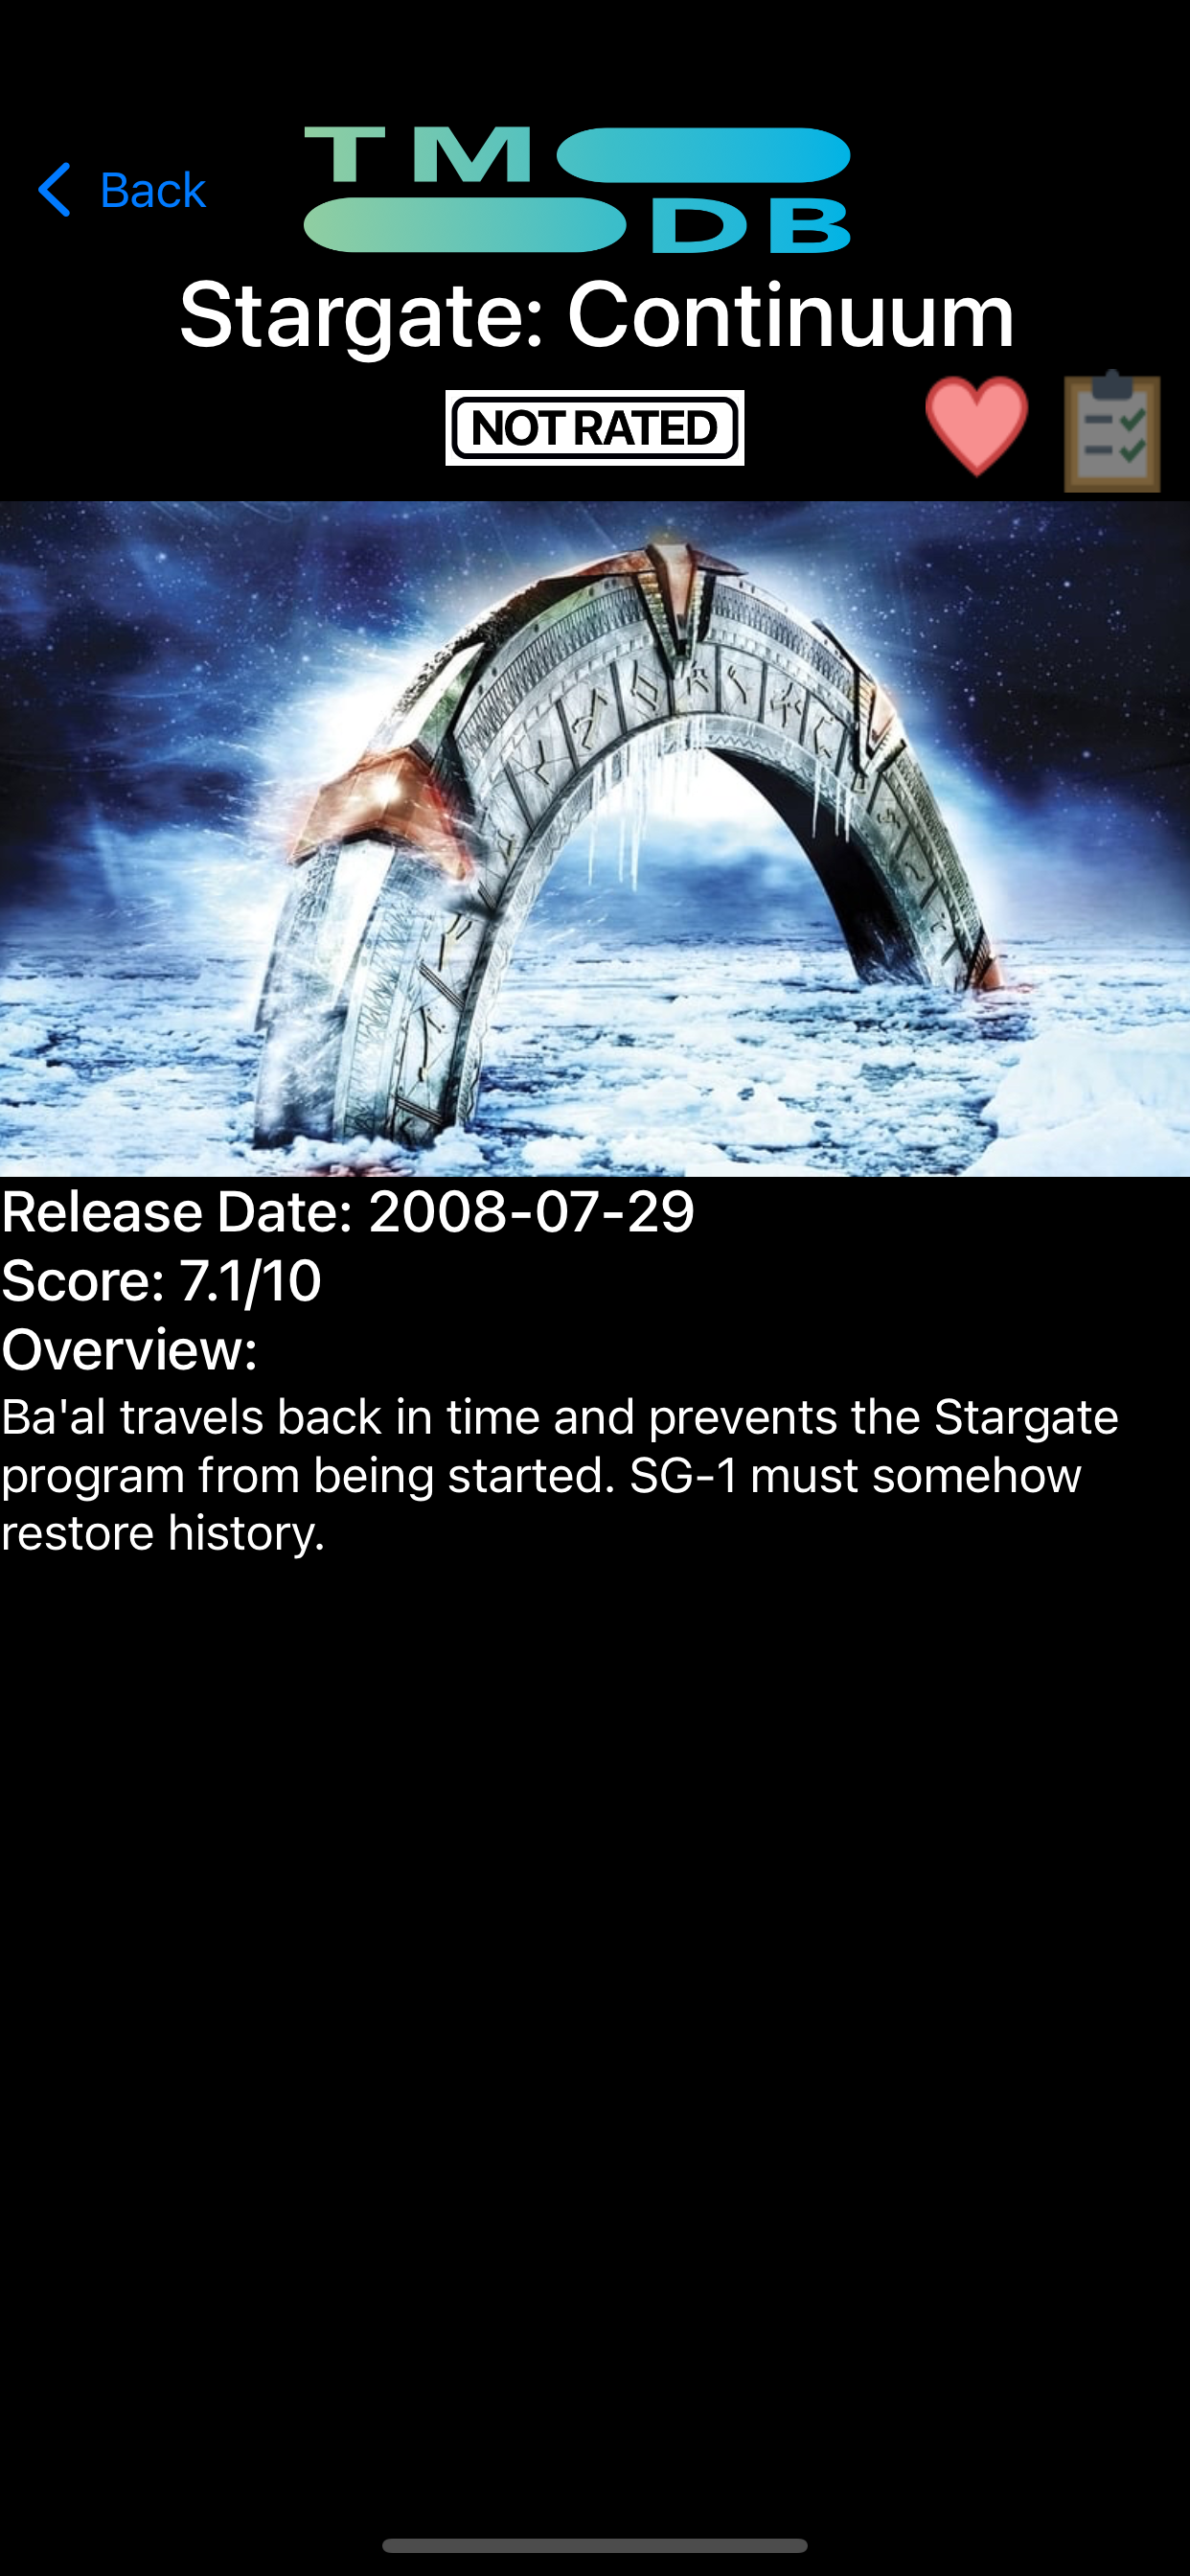 Back
TM
DB
Stargate: Continuum
NOT RATED
Release Date: 2008-07-29
Score: 7.1/10
Overview:
Ba'al travels back in time and prevents the Stargate
program from being started. SG-1 must somehow
restore history.